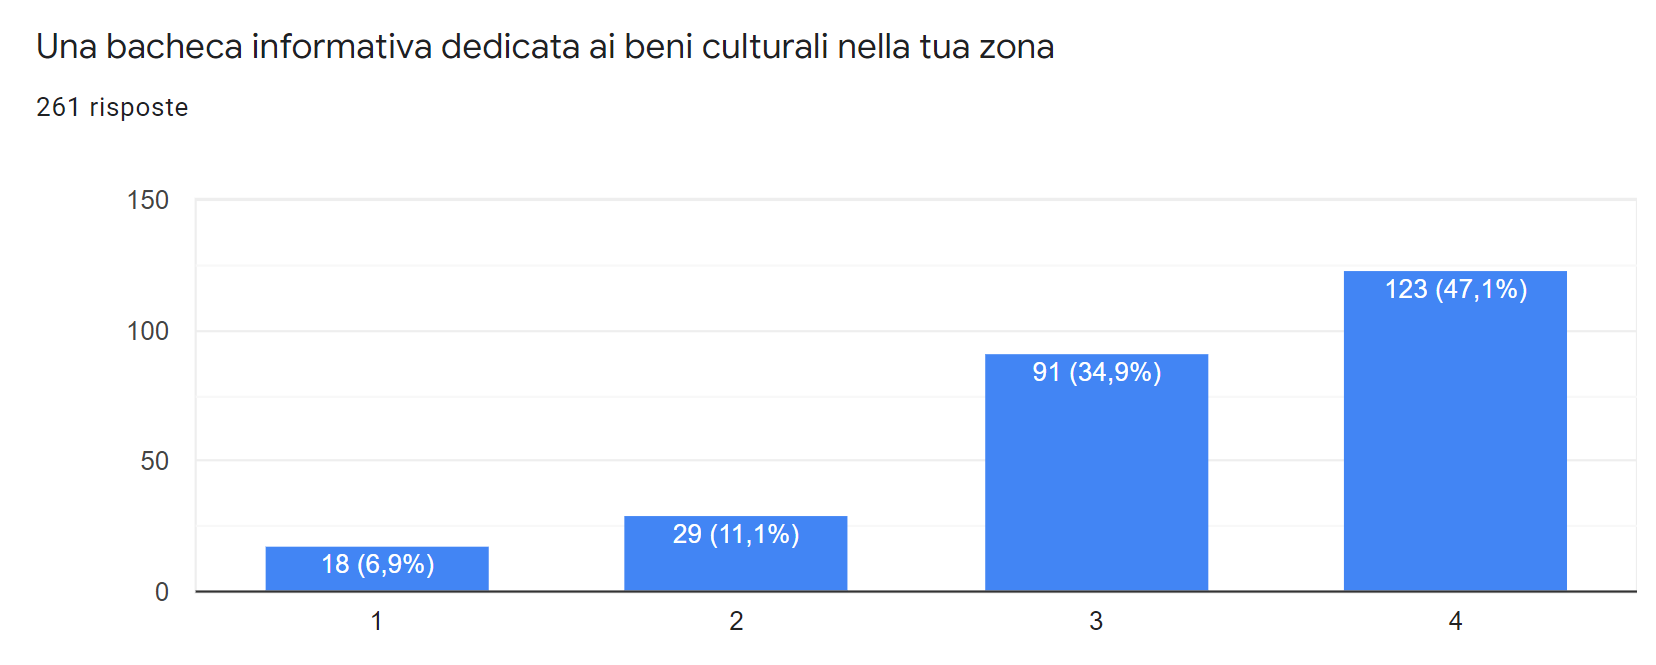 Una bacheca informativa dedicata ai beni culturali nella tua zona
261 risposte
150
100
50
0
18 (6,9%)
29 (11,1%)
91 (34,9%)
123 (47,1%)
1 2 3 4